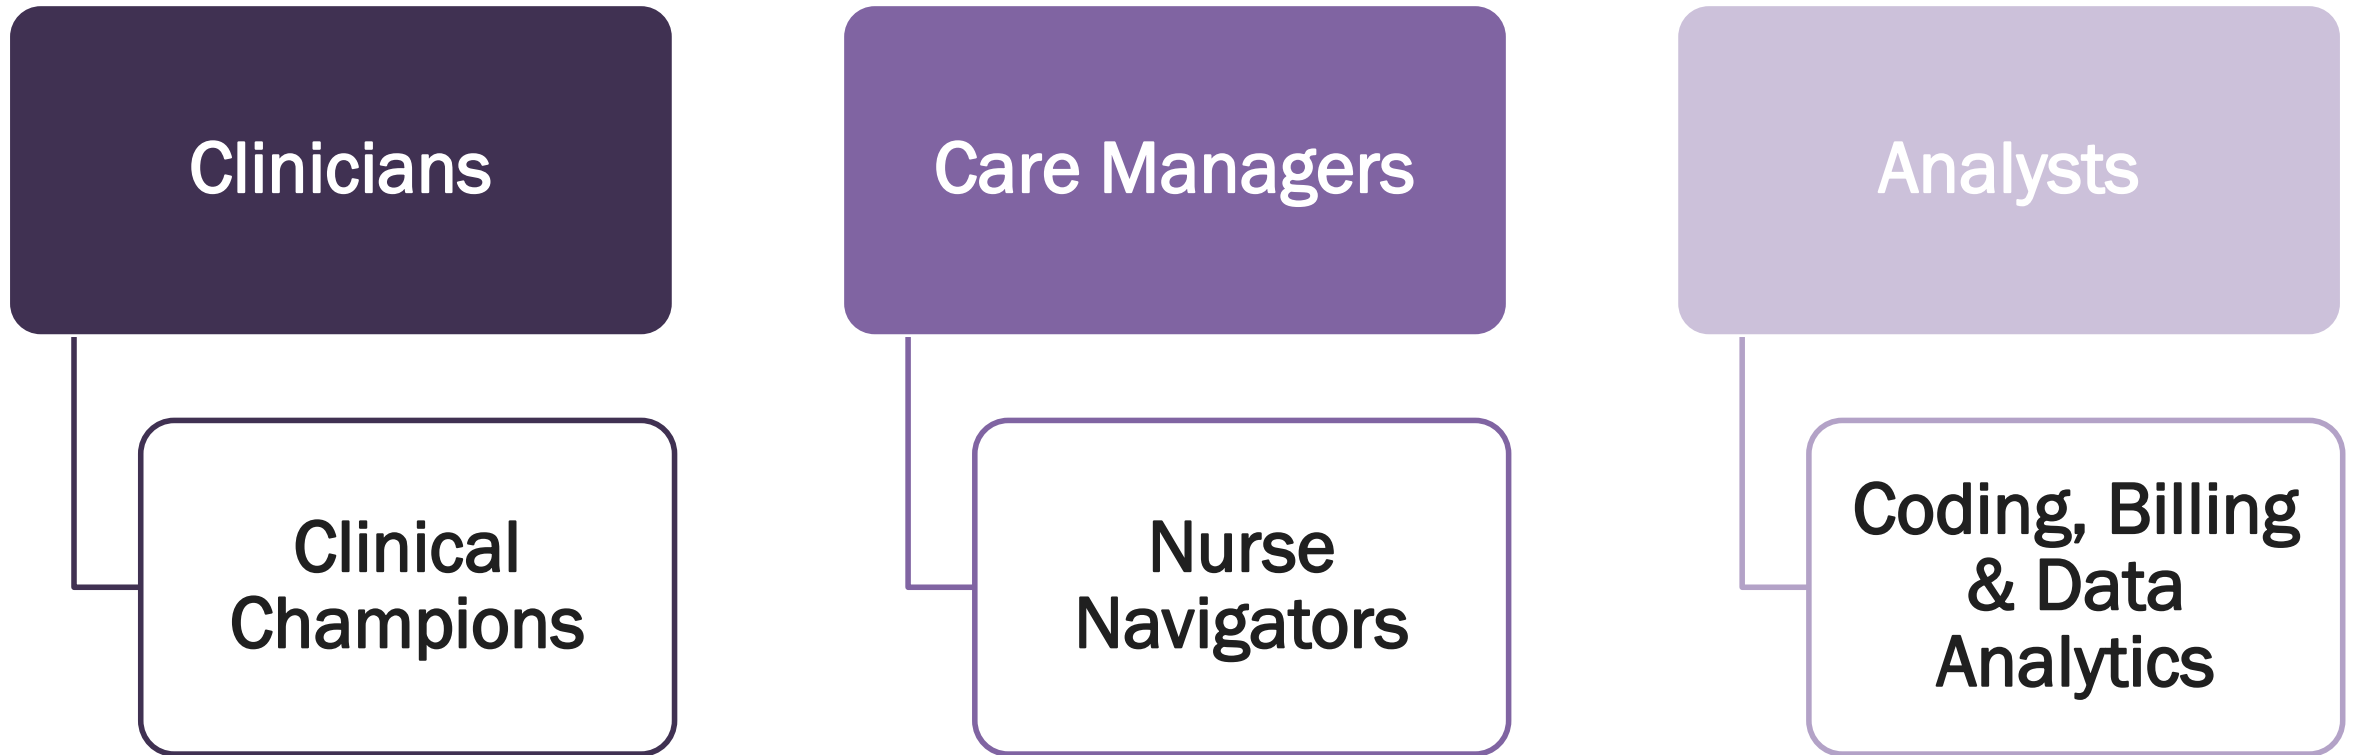 Clinicians
Clinical
Champions
Care Managers
Nurse
Navigators
Analysts
Coding, Billing
& Data
Analytics